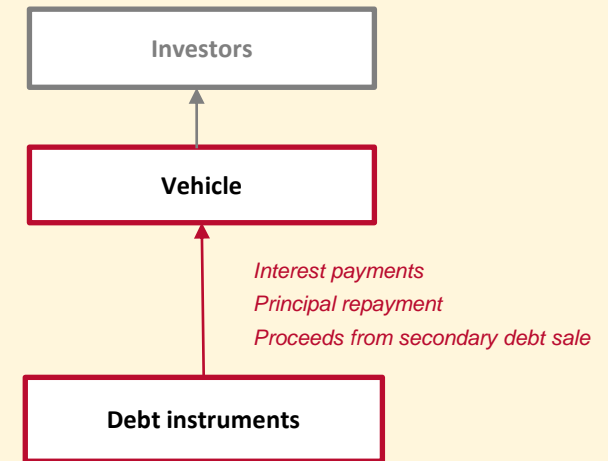 Investors
Vehicle
Interest payments
Principal repayment
Proceeds from secondary debt sale
Debt instruments